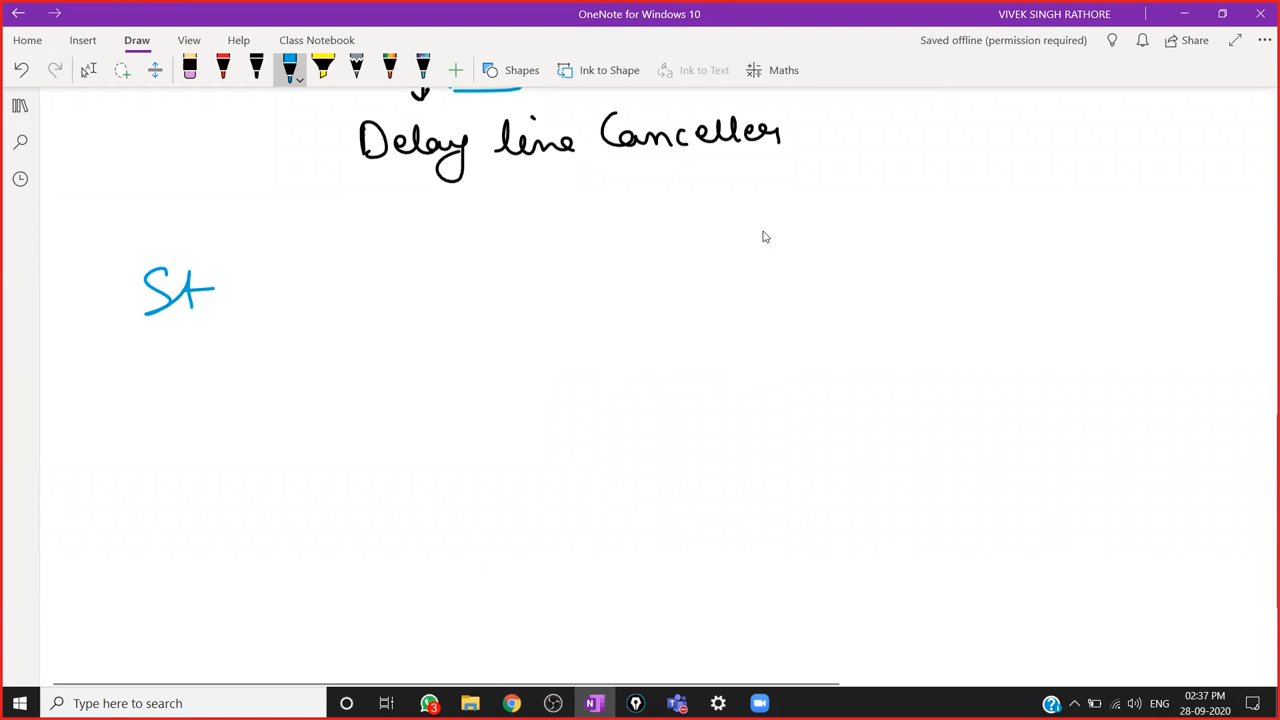 OneNote for Windows 10
VIVEK SINGH RATHORE
Home Insert Draw View Help Class Notebook
Saved offline (permission required) Share
Shapes Ink to Shape Ink to Text Maths
Delay line Canceller
St
Type here to search
3
ENG
02:37 PM
28-09-2020